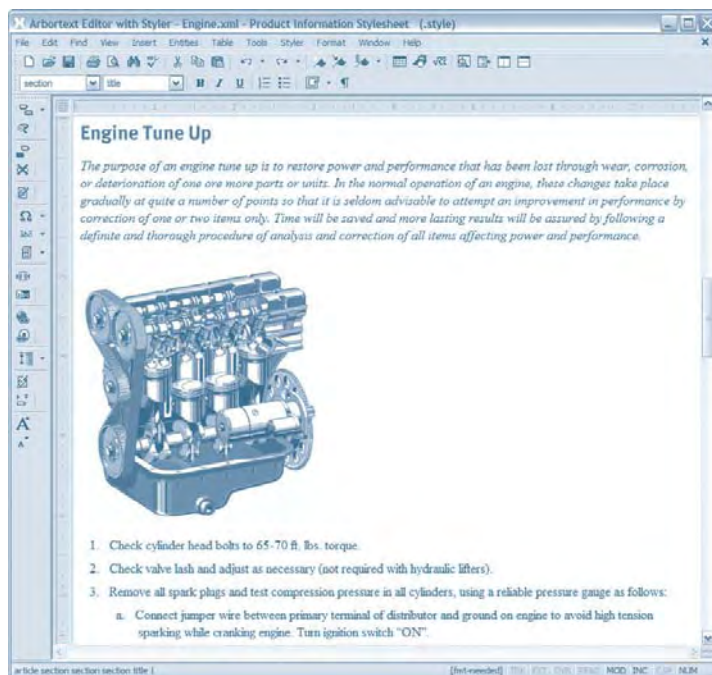 Arbortext Editor with Styler - Engine.xml - Product Information Stylesheet (.style)
File Edit Find View Insert Entities Table Tools Styler Format Window Help
section title B I U
Engine Tune Up
The purpose of an engine tune up is to restore power and performance that has been lost through wear, corrosion,
or deterioration of one ore more parts or units. In the normal operation of an engine, these changes take place
gradually at quite a number of points so that it is seldom advisable to attempt an improvement in performance by
correction of one or two items only. Time will be saved and more lasting results will be assured by following a
definite and thorough procedure of analysis and correction of all items affecting power and performance.
1. Check cylinder head bolts to 65-70 ft. lbs. torque.
2. Check valve lash and adjust as necessary (not required with hydraulic lifters).
3. Remove all spark plugs and test compression pressure in all cylinders, using a reliable pressure gauge as follows:
a. Connect jumper wire between primary terminal of distributor and ground on engine to avoid high tension
sparking while cranking engine. Turn ignition switch “ON”.
article section section section title 1 [fmt-needed] MOD INC CAP NUM